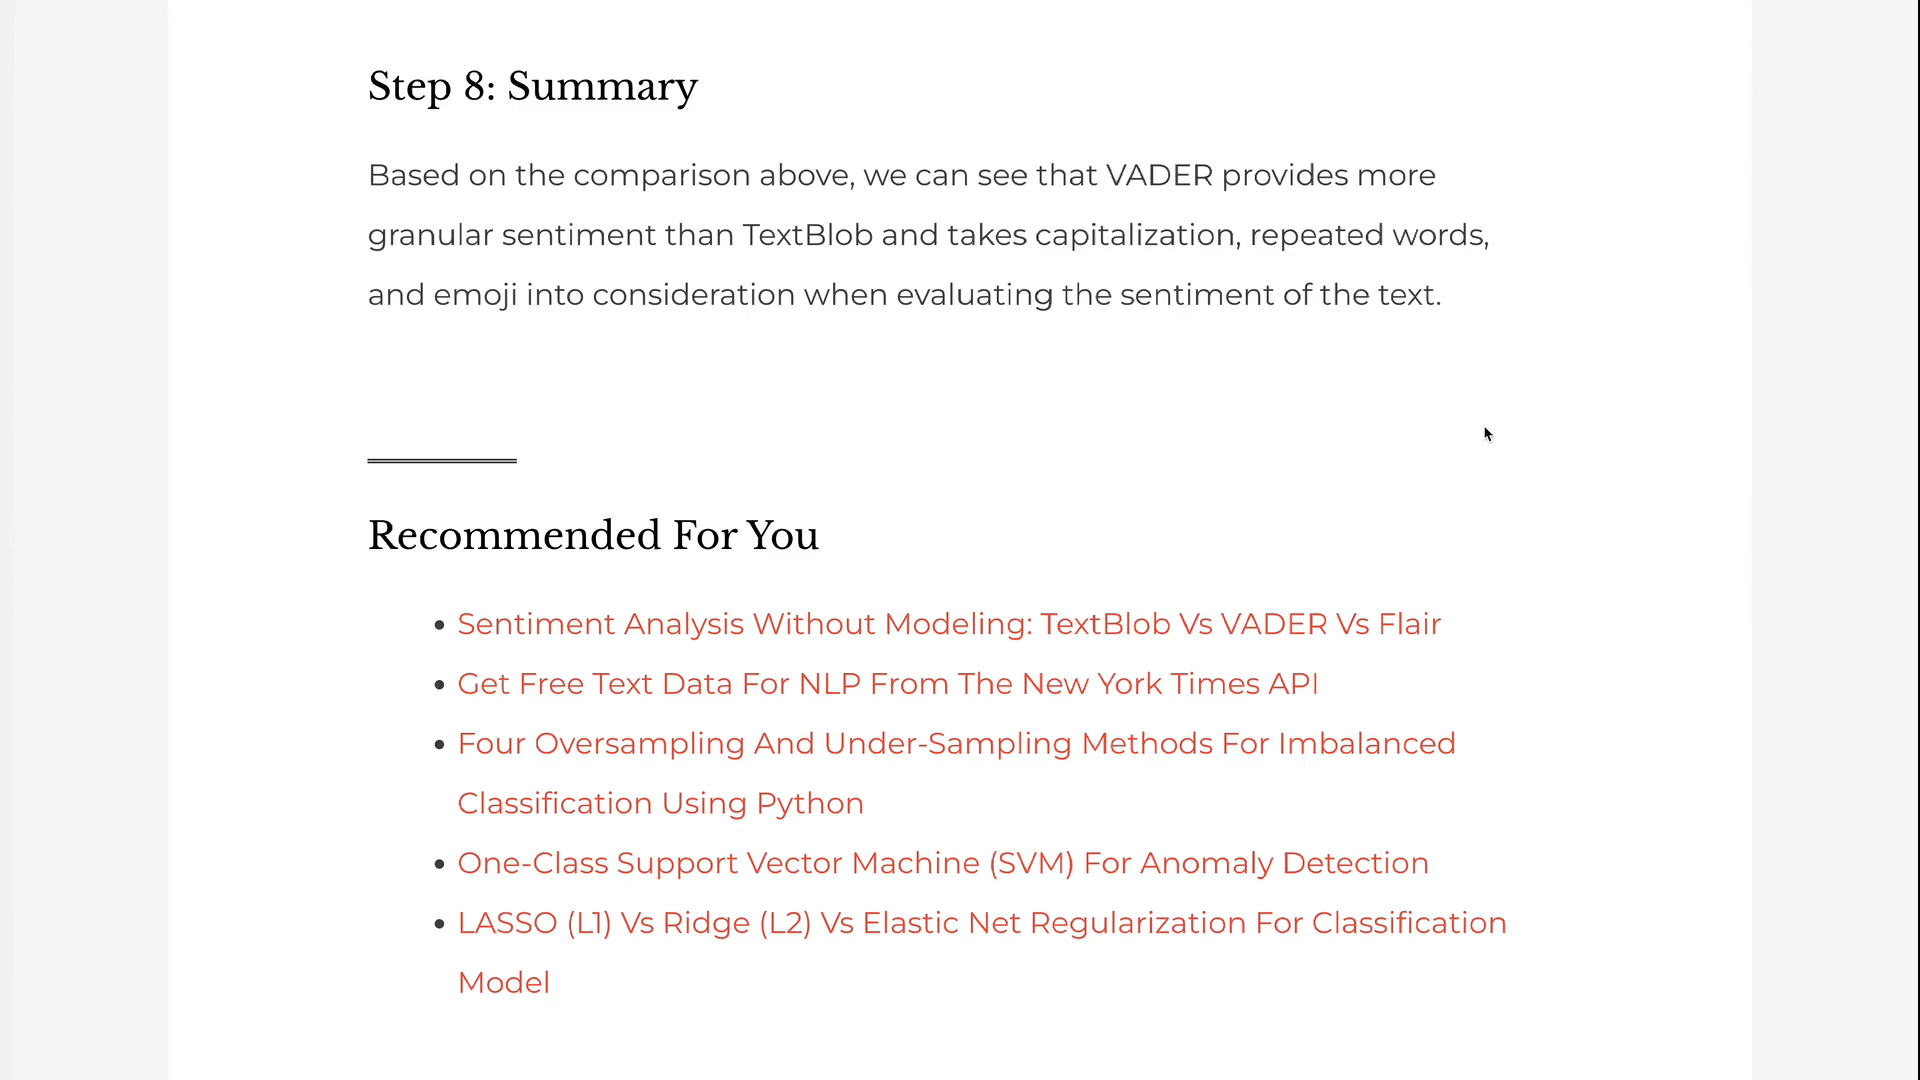 Step 8: Summary
Based on the comparison above, we can see that VADER provides more
granular sentiment than TextBlob and takes capitalization, repeated words,
and emoji into consideration when evaluating the sentiment of the text.
Recommended For You
• Sentiment Analysis Without Modeling: TextBlob Vs VADER Vs Flair
• Get Free Text Data For NLP From The New York Times API
• Four Oversampling And Under-Sampling Methods For Imbalanced
Classification Using Python
• One-Class Support Vector Machine (SVM) For Anomaly Detection
• LASSO (L1) Vs Ridge (L2) Vs Elastic Net Regularization For Classification
Model